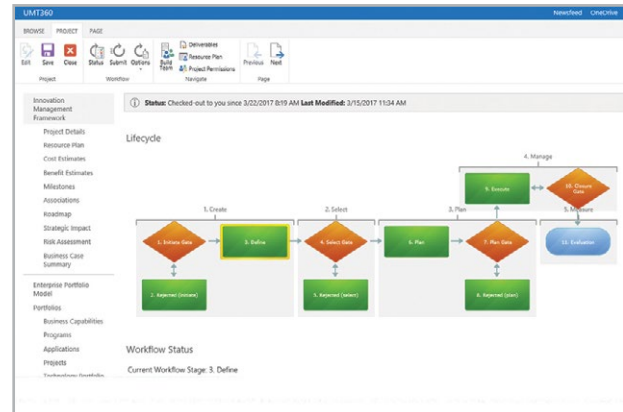 UMT360
Newsfeed OneDrive
BROWSE PROJECT PAGE
Edit Save Close Status Submit Options Build Team Deliverables Resource Plan Project Permissions Previous Next
Project Workflow Navigate Page
Innovation
Management
Framework
Project Details
Resource Plan
Cost Estimates
Benefit Estimates
Milestones
Associations
Roadmap
Strategic Impact
Risk Assessment
Business Case
Summary
Enterprise Portfolio
Model
Portfolios
Business Capabilities
Programs
Applications
Projects
Technology Portfolio
Status: Checked-out to you since 3/22/2017 8:19 AM Last Modified: 3/15/2017 11:34 AM
Lifecycle
4. Manage
9. Execute
10. Closure
Gate
1. Create
2. Select
3. Plan
5. Measure
1. Initiate Gate
3. Define
4. Select Gate
6. Plan
7. Plan Gate
11. Evaluation
2. Rejected (initiate)
5. Rejected (select)
8. Rejected (plan)
Workflow Status
Current Workflow Stage: 3. Define